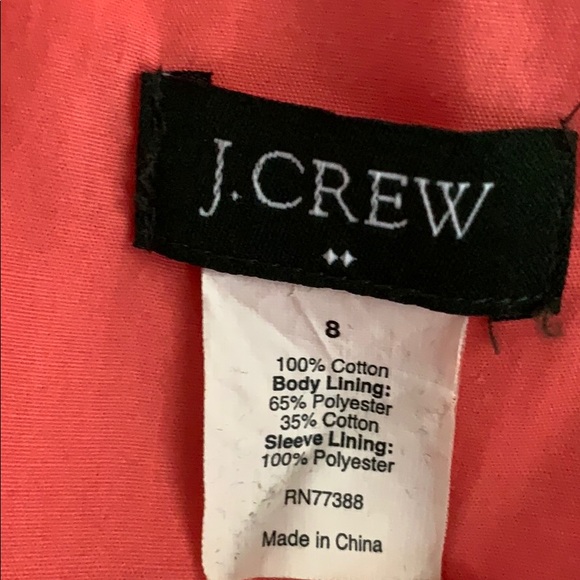 J.CREW
8
100% Cotton
Body Lining:
65% Polyester
35% Cotton
Sleeve Lining:
100% Polyester
RN77388
Made in China